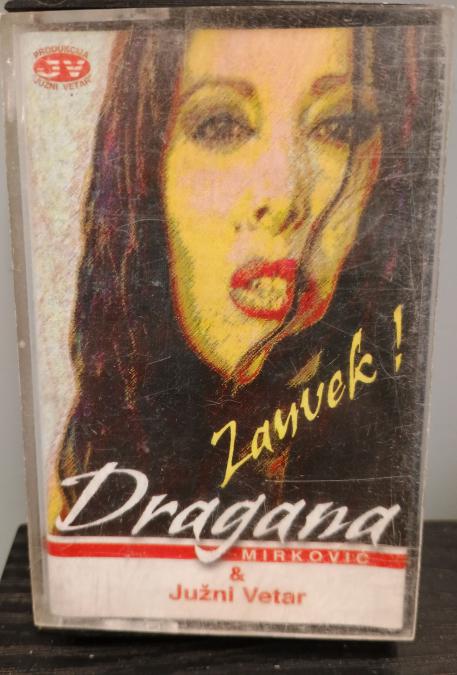 PRODUKCIJA
JV
JUŽNI VETAR
Zauvek!
Dragana
MIRKOVIĆ
&
Južni Vetar